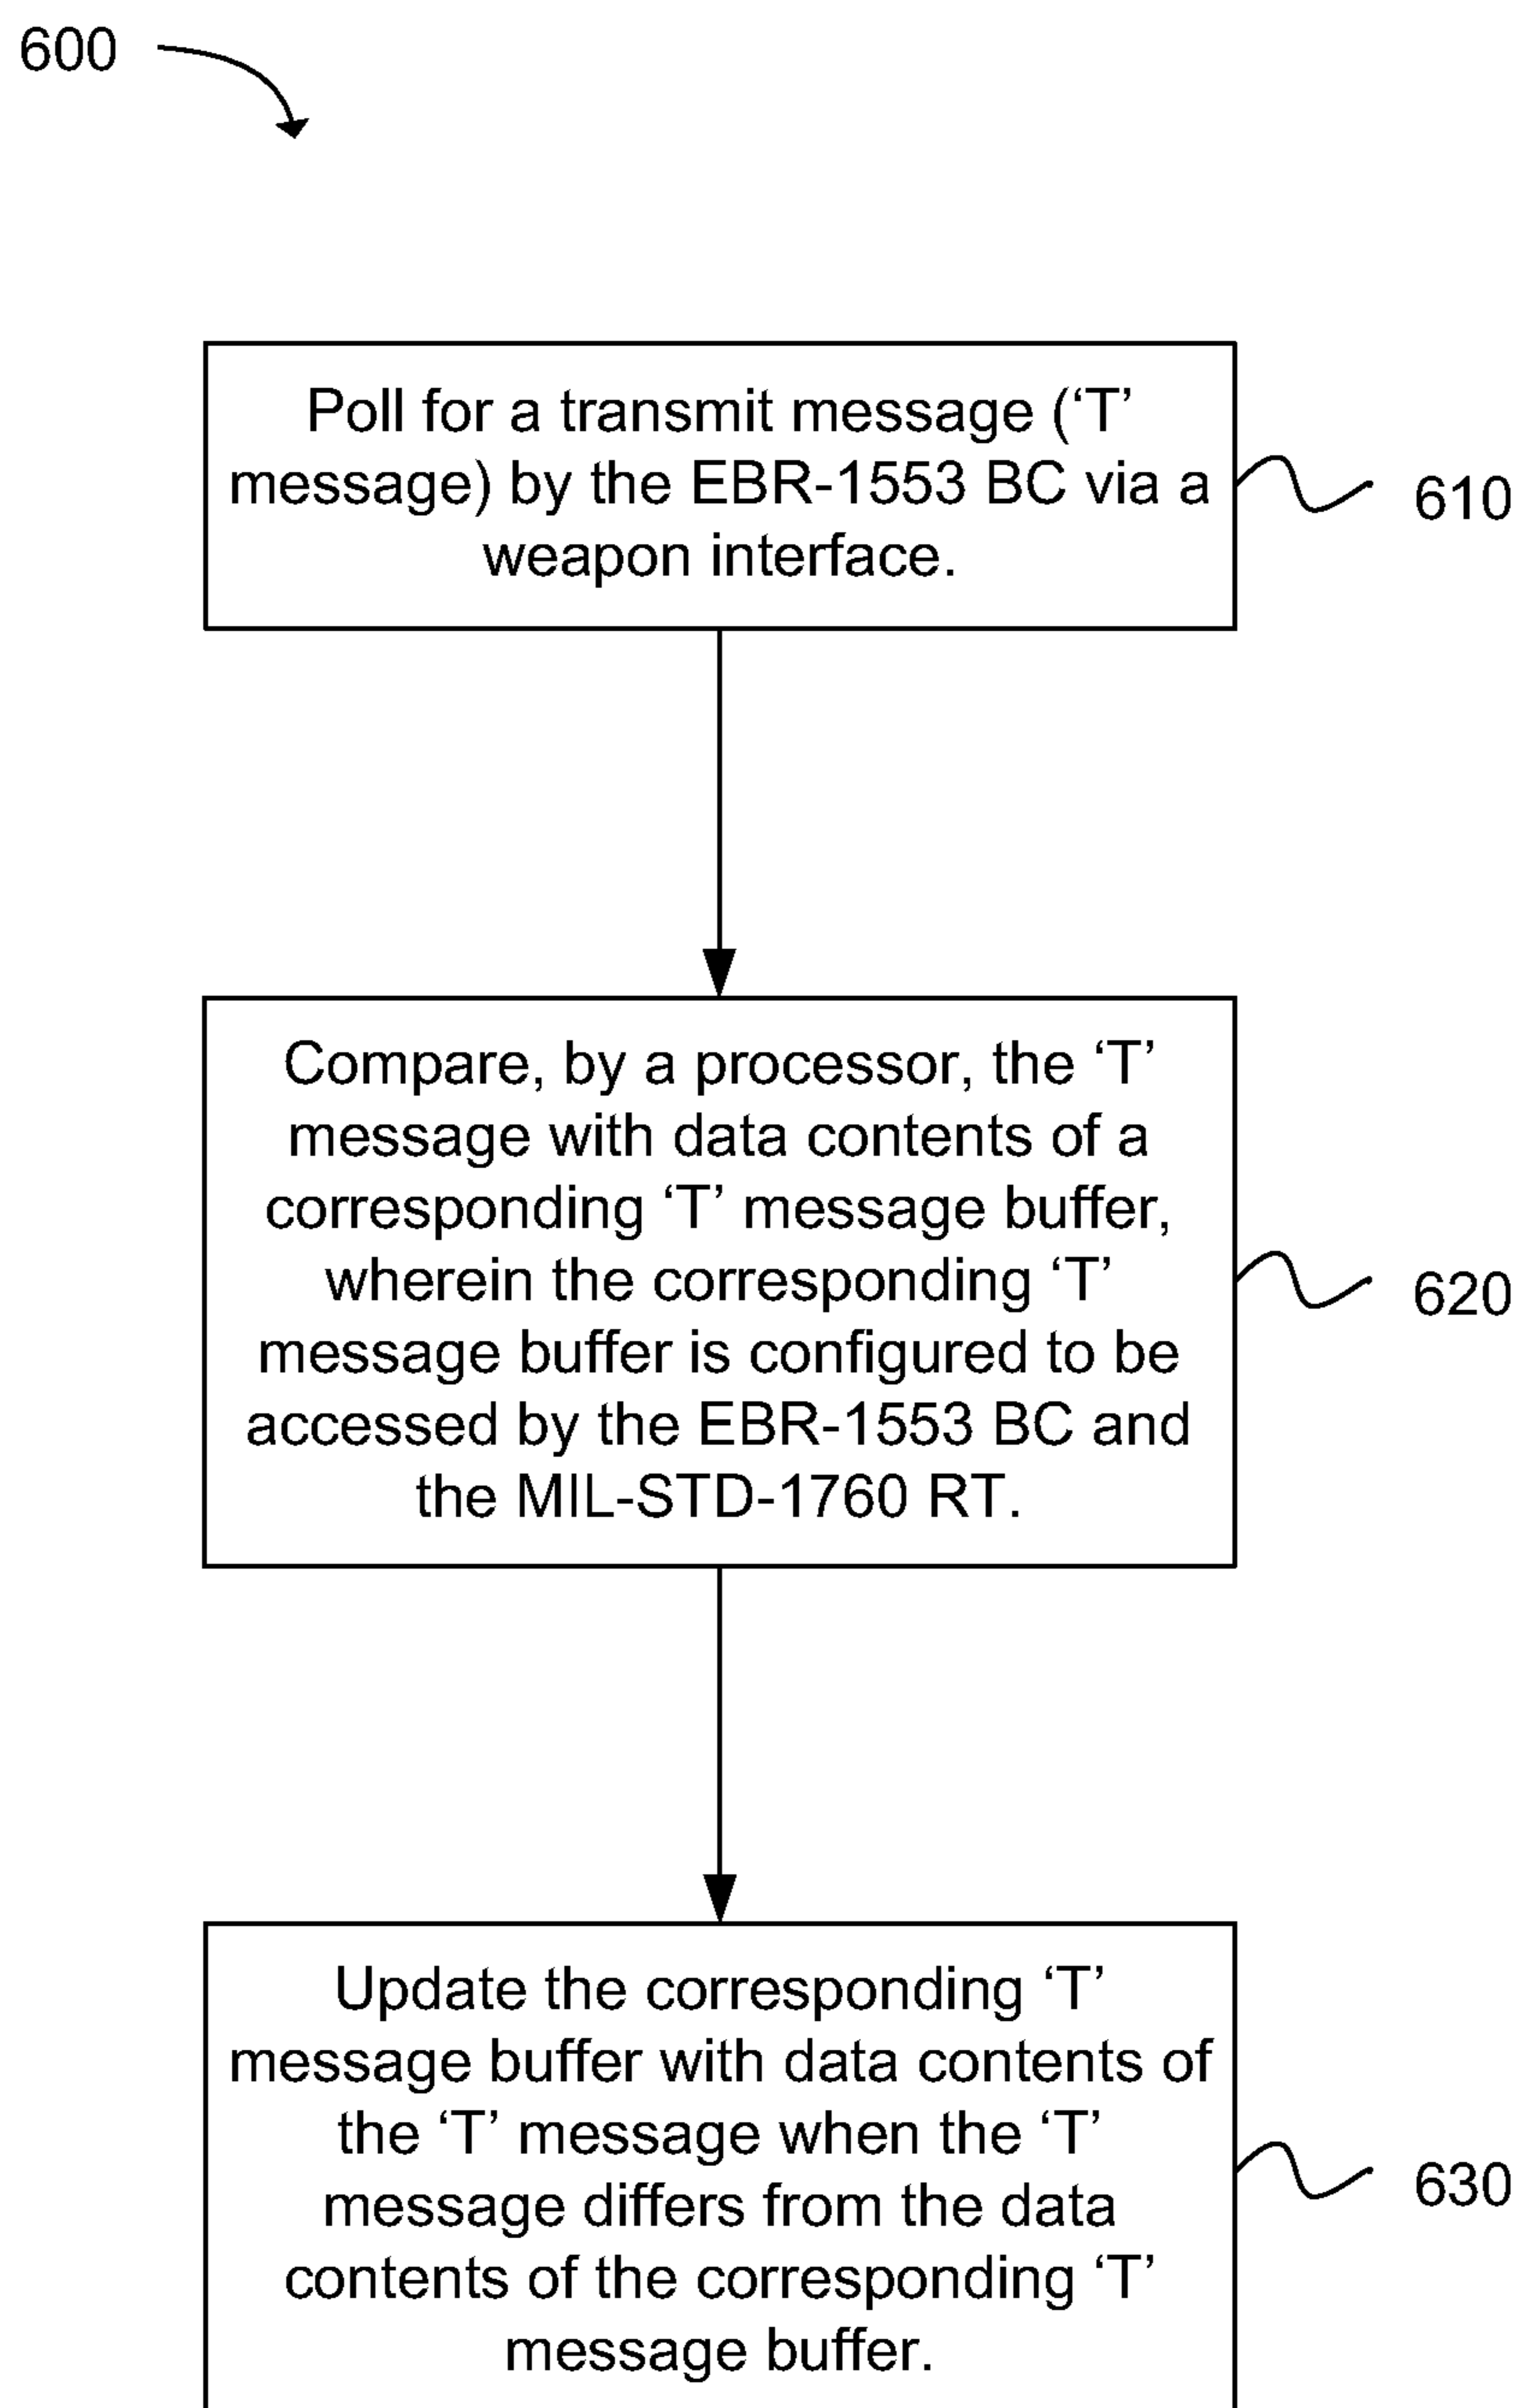 600
Poll for a transmit message (‘T’
message) by the EBR-1553 BC via a
weapon interface.
610
Compare, by a processor, the ‘T’
message with data contents of a
corresponding ‘T’ message buffer,
wherein the corresponding ‘T’
message buffer is configured to be
accessed by the EBR-1553 BC and
the MIL-STD-1760 RT.
620
Update the corresponding ‘T’
message buffer with data contents of
the ‘T’ message when the ‘T’
message differs from the data
contents of the corresponding ‘T’
message buffer.
630